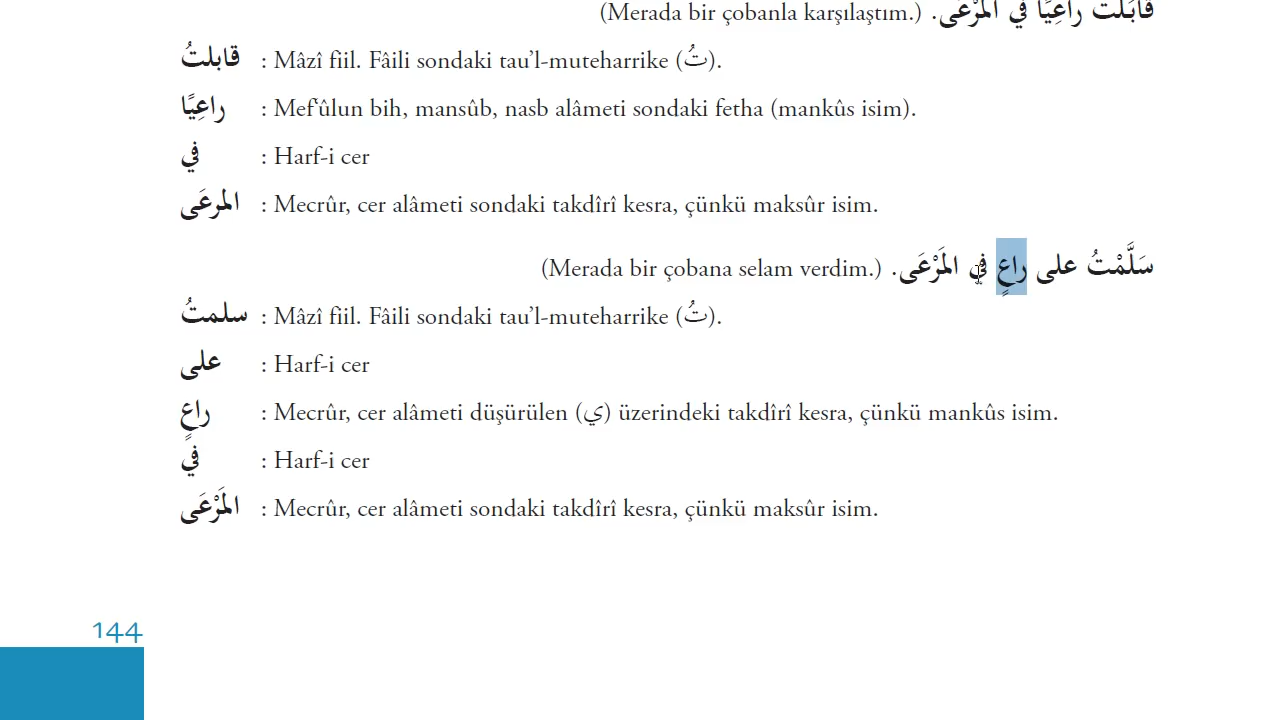 قابَلْتُ راعِيًا في المَرْعَى. (Merada bir çobanla karşılaştım.)
قابلتُ : Mâzî fiil. Fâili sondaki tau’l-muteharrike (تُ).
راعِيًا : Mef‘ûlun bih, mansûb, nasb alâmeti sondaki fetha (mankûs isim).
في : Harf-i cer
المرعَى : Mecrûr, cer alâmeti sondaki takdîrî kesra, çünkü maksûr isim.
سَلَّمْتُ على راعٍ في المَرْعَى. (Merada bir çobana selam verdim.)
سلمتُ : Mâzî fiil. Fâili sondaki tau’l-muteharrike (تُ).
على : Harf-i cer
راعٍ : Mecrûr, cer alâmeti düşürülen (ي) üzerindeki takdîrî kesra, çünkü mankûs isim.
في : Harf-i cer
المَرْعَى : Mecrûr, cer alâmeti sondaki takdîrî kesra, çünkü maksûr isim.
144